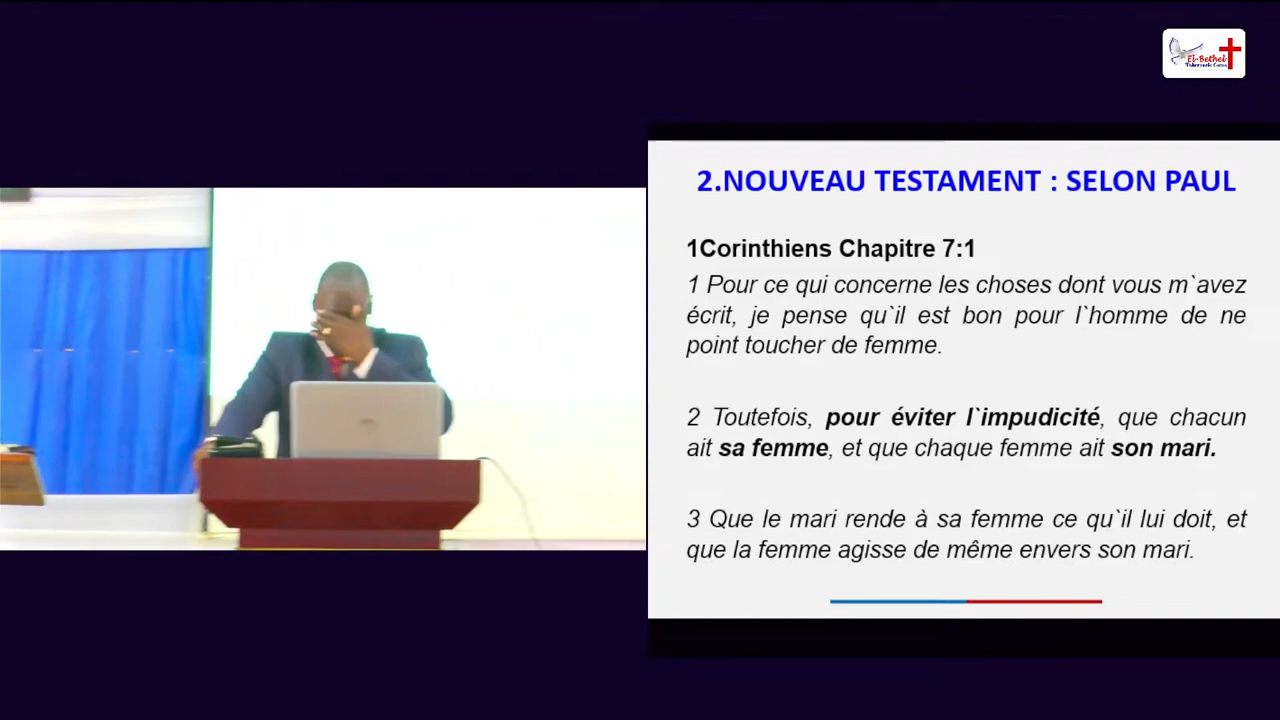 El-Bethel
2.NOUVEAU TESTAMENT : SELON PAUL
1Corinthiens Chapitre 7:1
1 Pour ce qui concerne les choses dont vous m`avez
écrit, je pense qu`il est bon pour l`homme de ne
point toucher de femme.
2 Toutefois, pour éviter l`impudicité, que chacun
ait sa femme, et que chaque femme ait son mari.
3 Que le mari rende à sa femme ce qu`il lui doit, et
que la femme agisse de même envers son mari.